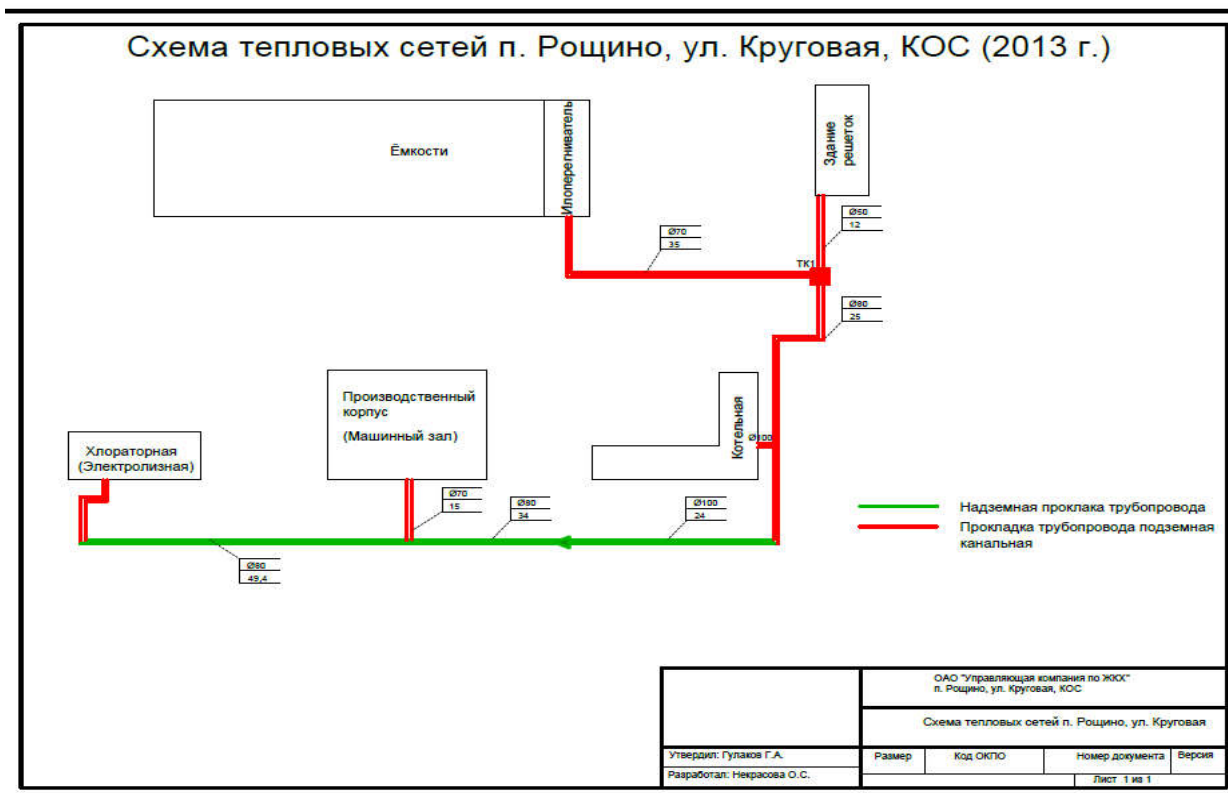 Схема тепловых сетей п. Рощино, ул. Круговая, КОС (2013 г.)
Ёмкости
Илоперегниватель
Здание
решеток
Ø50
12
Ø70
35
ТК1
Ø80
25
Производственный
корпус
(Машинный зал)
Котельная
Ø100
Хлораторная
(Электролизная)
Ø70
15
Ø80
34
Ø100
24
Ø80
49,4
Надземная проклака трубопровода
Прокладка трубопровода подземная
канальная
ОАО "Управляющая компания по ЖКХ"
п. Рощино, ул. Круговая, КОС
Схема тепловых сетей п. Рощино, ул. Круговая
Утвердил: Гулаков Г.А.
Размер
Код ОКПО
Номер документа
Версия
Разработал: Некрасова О.С.
Лист 1 из 1